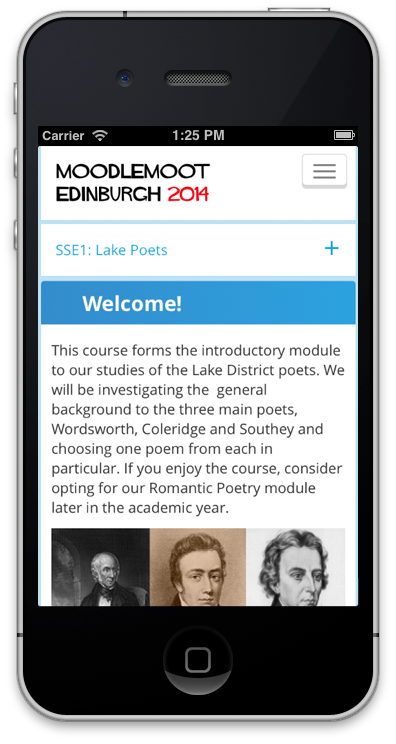 Carrier 1:25 PM
MOODLEMOOT
EDINBURGH 2014
SSE1: Lake Poets +
Welcome!
This course forms the introductory module
to our studies of the Lake District poets. We
will be investigating the  general
background to the three main poets,
Wordsworth, Coleridge and Southey and
choosing one poem from each in
particular. If you enjoy the course, consider
opting for our Romantic Poetry module
later in the academic year.